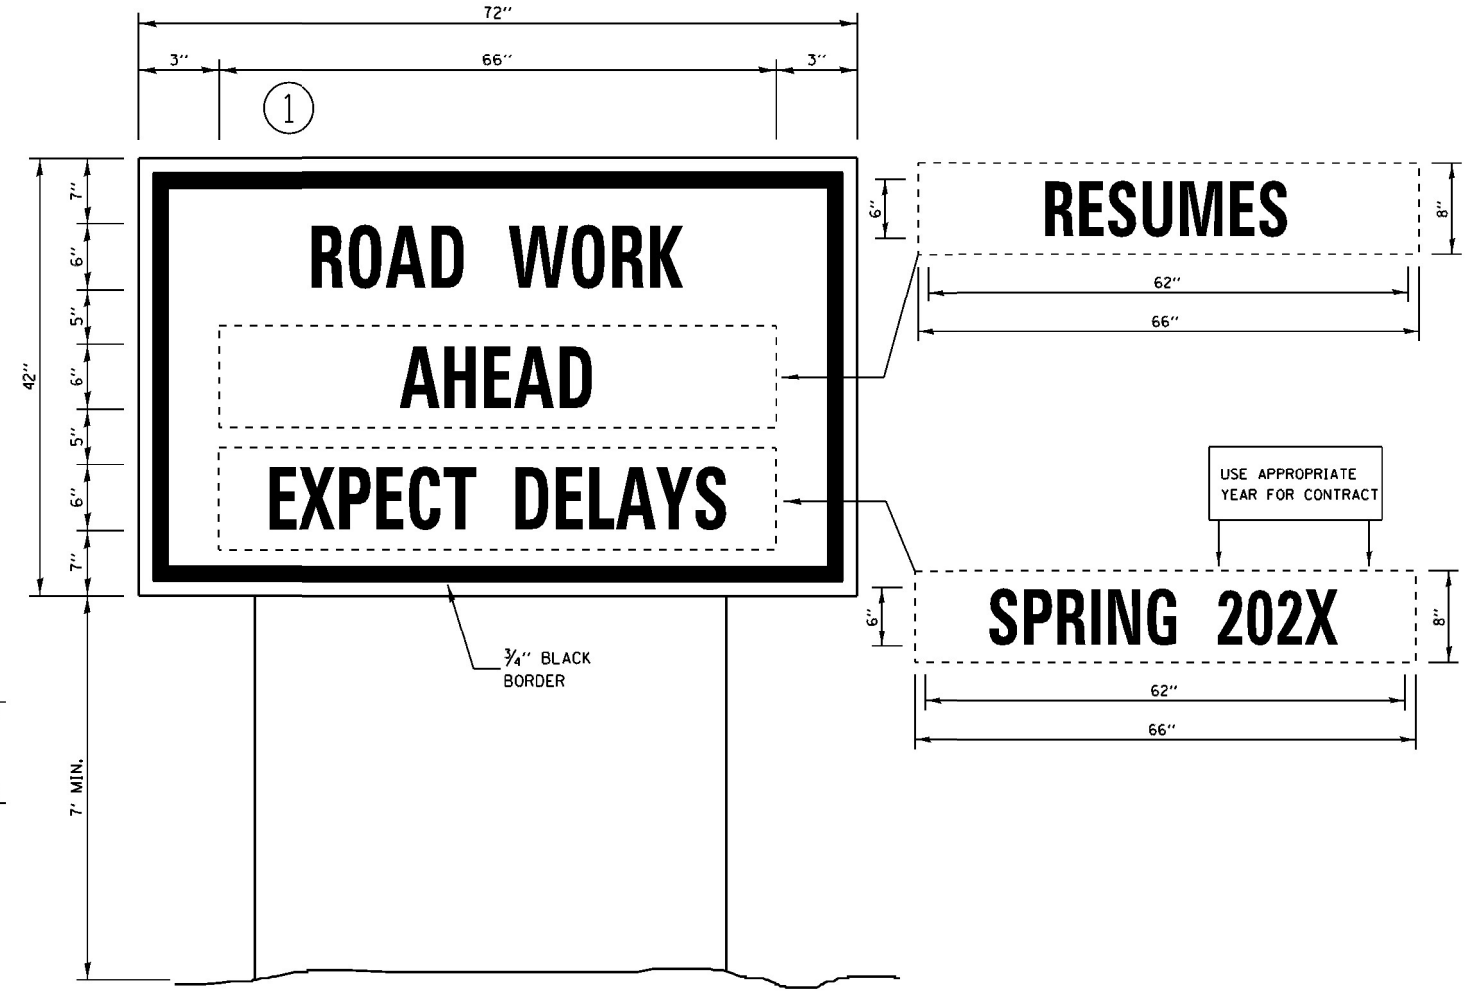 72"
3" 66" 3"
1
ROAD WORK
AHEAD
EXPECT DELAYS
42"
7"
6"
5"
6"
5"
6"
7"
7' MIN.
¾" BLACK
BORDER
RESUMES
6"
8"
62"
66"
USE APPROPRIATE
YEAR FOR CONTRACT
SPRING 202X
6"
8"
62"
66"